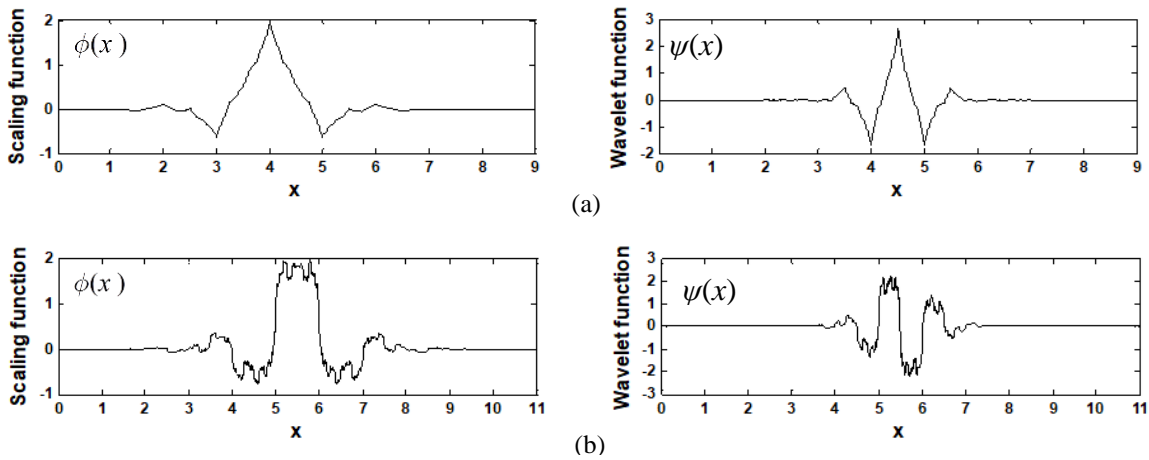 Scaling function
2
1
0
-1
ϕ(x)
0 1 2 3 4 5 6 7 8 9
x
Wavelet function
3
2
1
0
-1
-2
ψ(x)
0 1 2 3 4 5 6 7 8 9
x
(a)
Scaling function
2
1
0
-1
ϕ(x)
0 1 2 3 4 5 6 7 8 9 10 11
x
Wavelet function
3
2
1
0
-1
-2
-3
ψ(x)
0 1 2 3 4 5 6 7 8 9 10 11
x
(b)